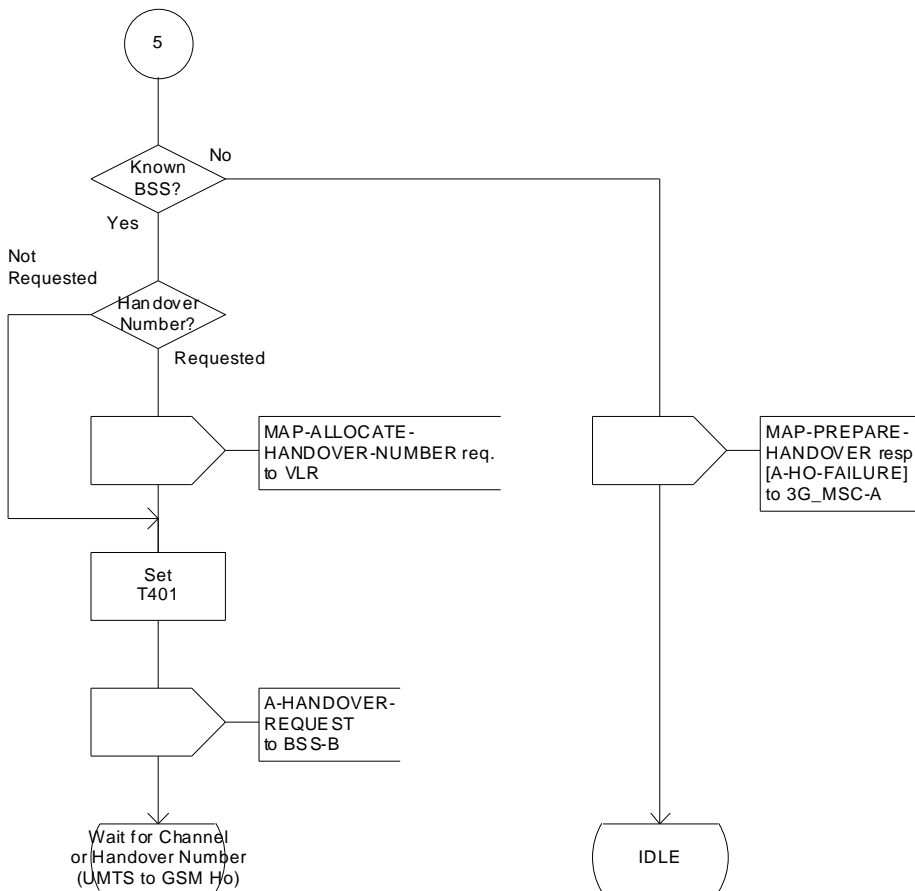 5
Known
BSS?
No
Yes
Not
Requested
Handover
Number?
Requested
MAP-ALLOCATE-
HANDOVER-NUMBER req.
to VLR
MAP-PREPARE-
HANDOVER resp
[A-HO-FAILURE]
to 3G_MSC-A
Set
T401
A-HANDOVER-
REQUEST
to BSS-B
Wait for Channel
or Handover Number
(UMTS to GSM Ho)
IDLE